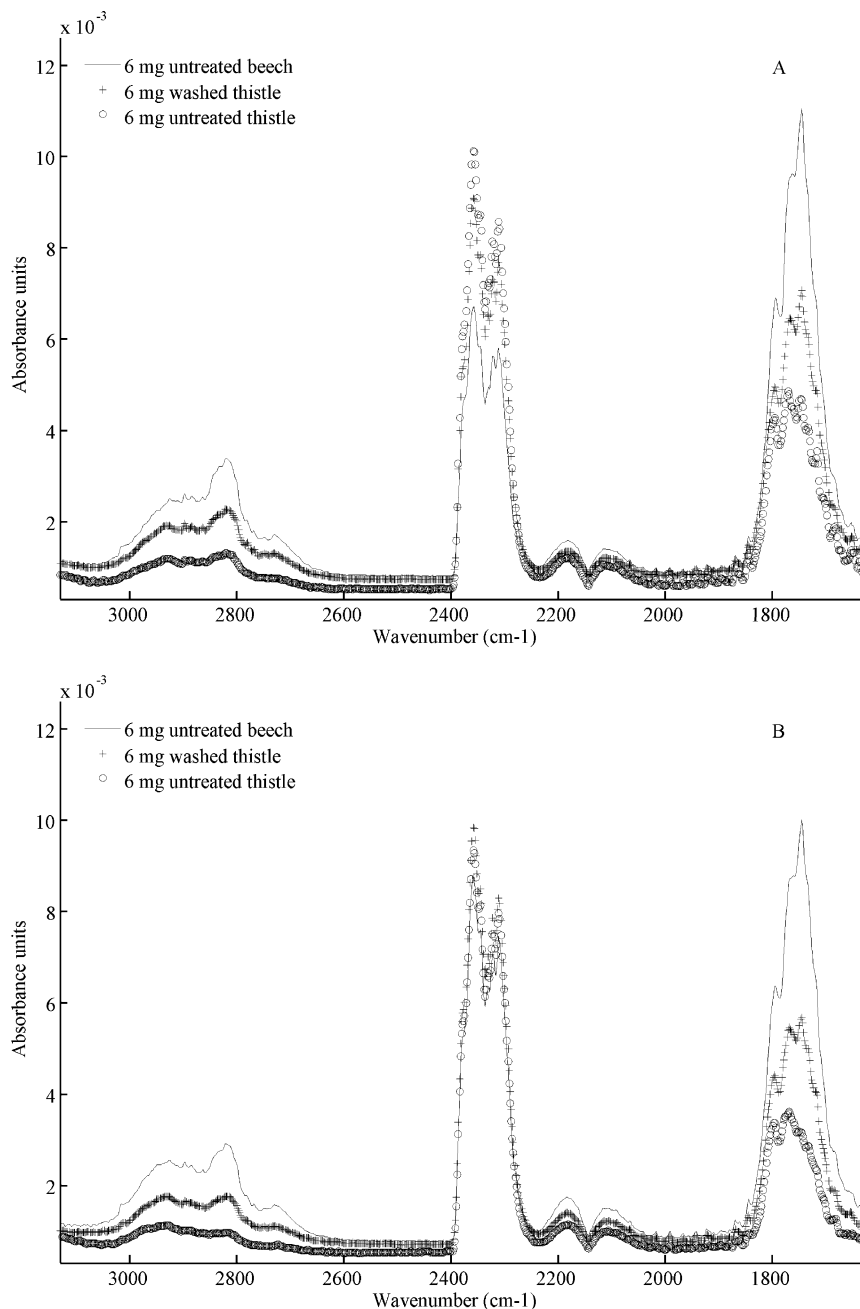 x 10 -3
12
10
8
6
4
2
Absorbance units
6 mg untreated beech
6 mg washed thistle
6 mg untreated thistle
A
3000 2800 2600 2400 2200 2000 1800
Wavenumber (cm-1)
x 10 -3
12
10
8
6
4
2
Absorbance units
6 mg untreated beech
6 mg washed thistle
6 mg untreated thistle
B
3000 2800 2600 2400 2200 2000 1800
Wavenumber (cm-1)